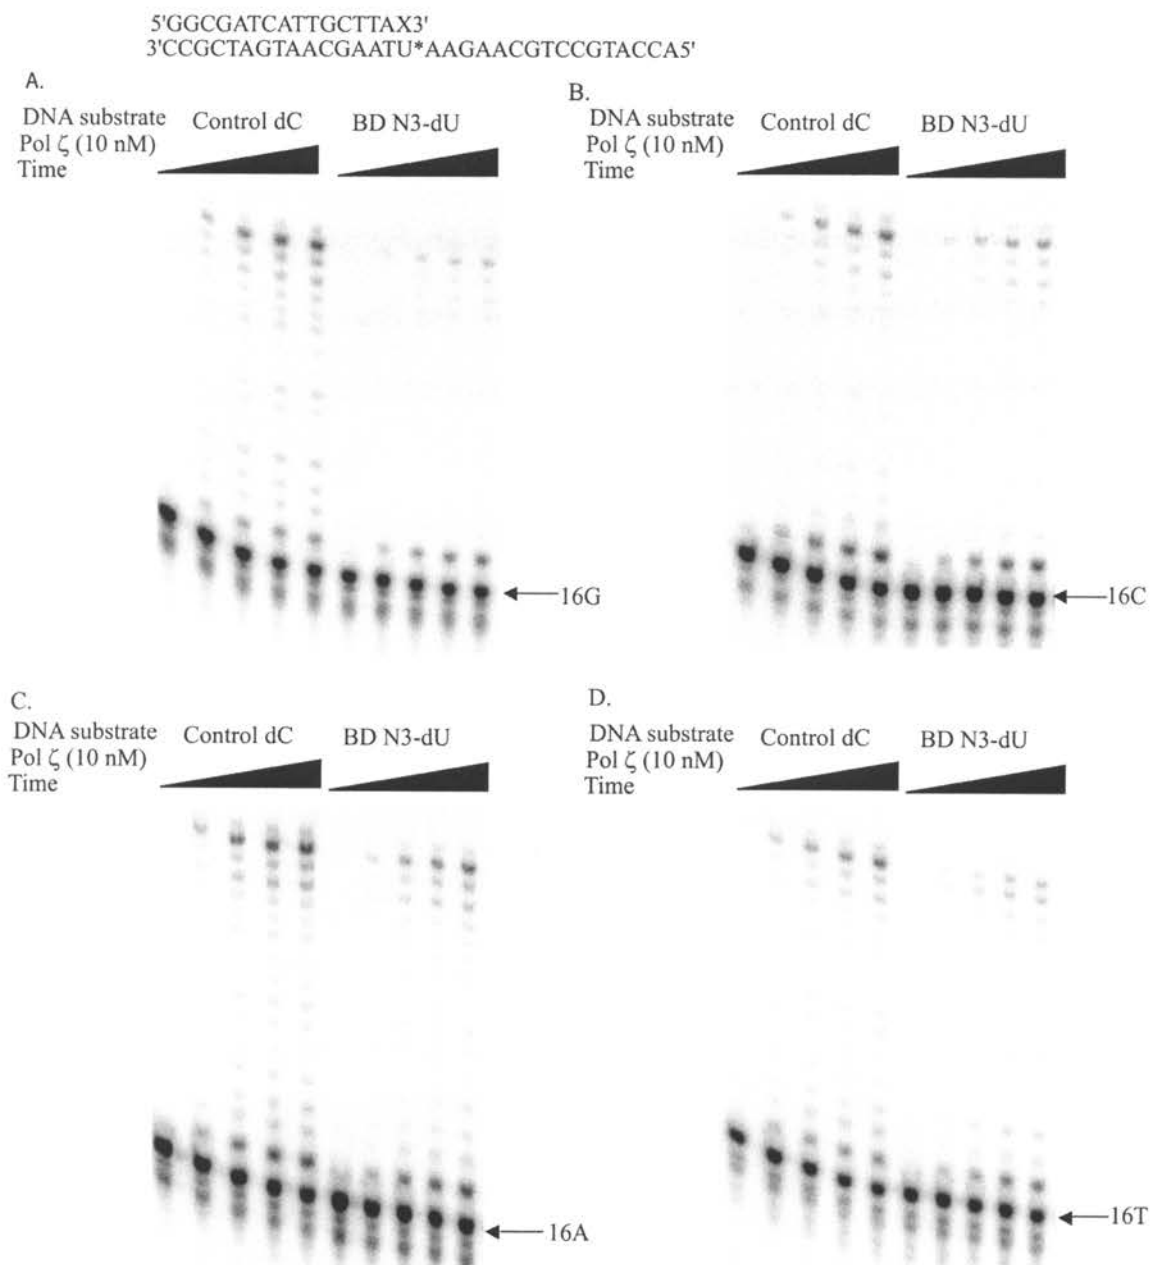 5'GGCGATCATTGCTTAX3'
3'CCGCTAGTAACGAATU*AAGAACGTCCGTACCA5'
A.
DNA substrate Control dC BD N3-dU
Pol ζ (10 nM)
Time
16G
B.
DNA substrate Control dC BD N3-dU
Pol ζ (10 nM)
Time
16C
C.
DNA substrate Control dC BD N3-dU
Pol ζ (10 nM)
Time
16A
D.
DNA substrate Control dC BD N3-dU
Pol ζ (10 nM)
Time
16T